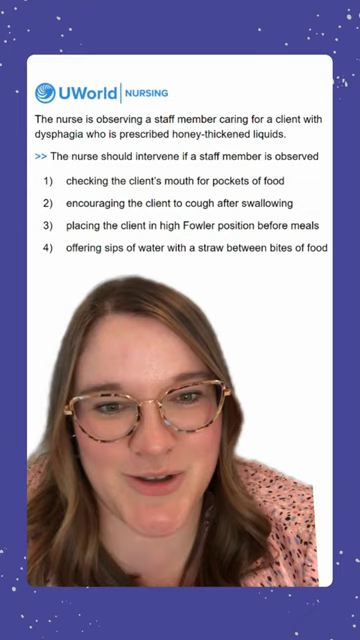 UWorld | NURSING
The nurse is observing a staff member caring for a client with
dysphagia who is prescribed honey-thickened liquids.
>> The nurse should intervene if a staff member is observed
1) checking the client's mouth for pockets of food
2) encouraging the client to cough after swallowing
3) placing the client in high Fowler position before meals
4) offering sips of water with a straw between bites of food